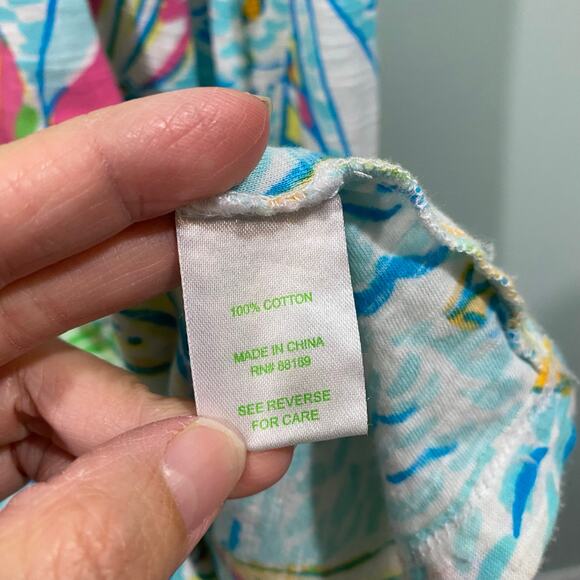 100% COTTON
MADE IN CHINA
RN# 88189
SEE REVERSE
FOR CARE